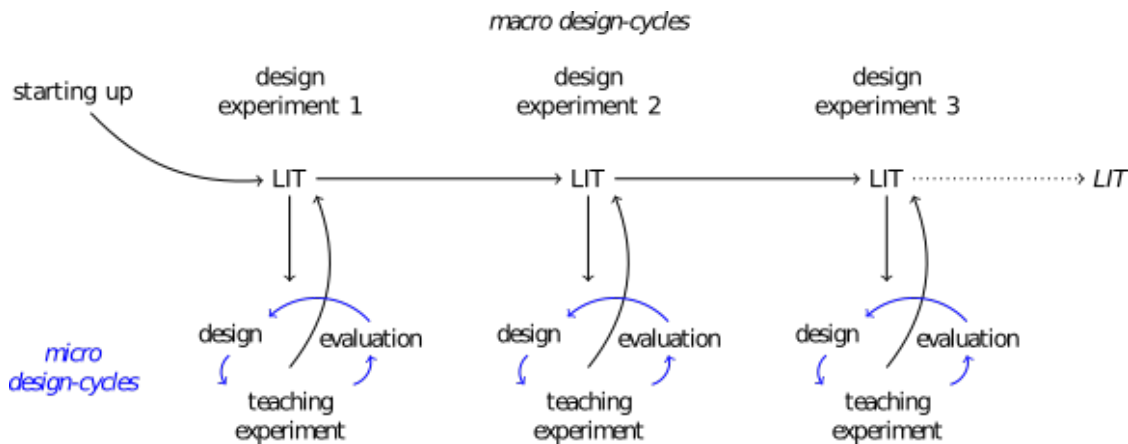 macro design-cycles
starting up
design
experiment 1
design
experiment 2
design
experiment 3
LIT
LIT
LIT
LIT
design
evaluation
teaching
experiment
design
evaluation
teaching
experiment
design
evaluation
teaching
experiment
micro
design-cycles